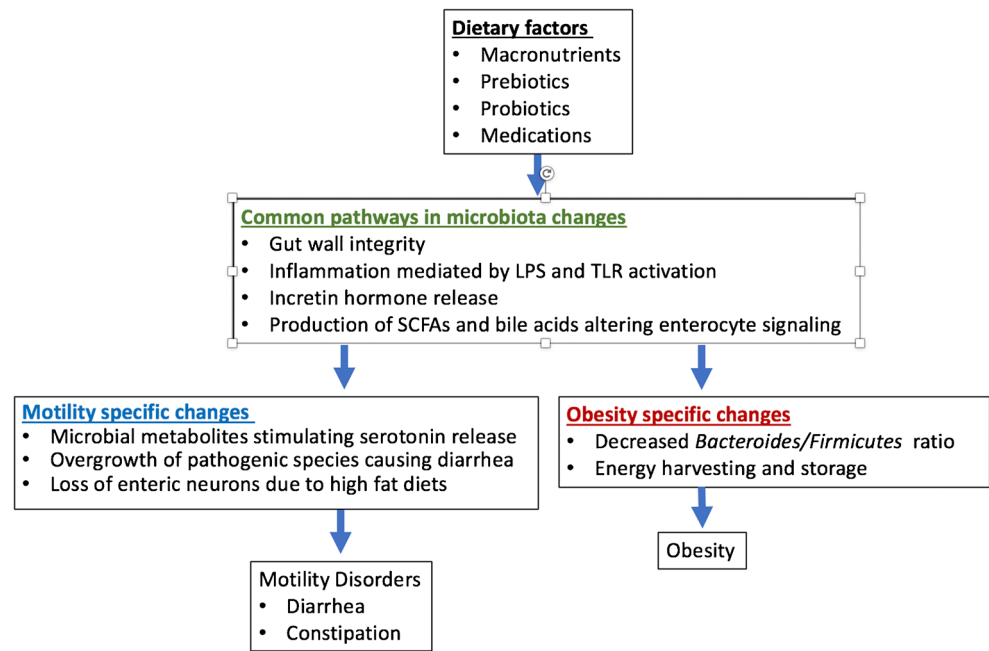 Dietary factors
• Macronutrients
• Prebiotics
• Probiotics
• Medications
Common pathways in microbiota changes
• Gut wall integrity
• Inflammation mediated by LPS and TLR activation
• Incretin hormone release
• Production of SCFAs and bile acids altering enterocyte signaling
Motility specific changes
• Microbial metabolites stimulating serotonin release
• Overgrowth of pathogenic species causing diarrhea
• Loss of enteric neurons due to high fat diets
Obesity specific changes
• Decreased Bacteroides/Firmicutes ratio
• Energy harvesting and storage
Obesity
Motility Disorders
• Diarrhea
• Constipation